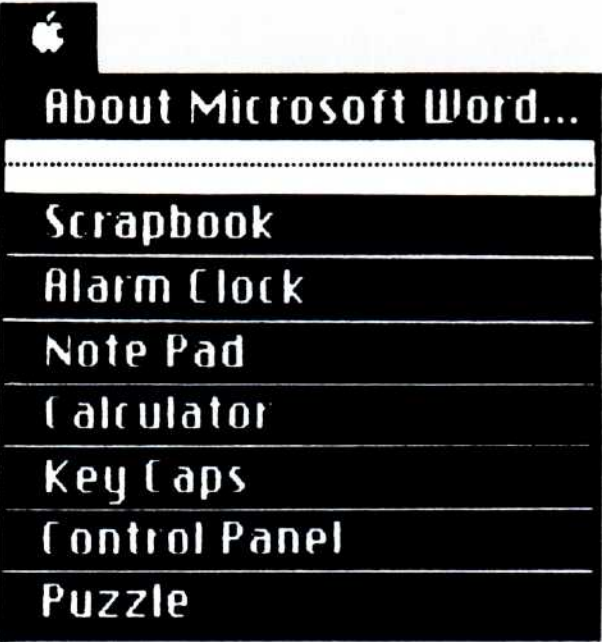 About Microsoft Word...
Scrapbook
Alarm Clock
Note Pad
Calculator
Key Caps
Control Panel
Puzzle